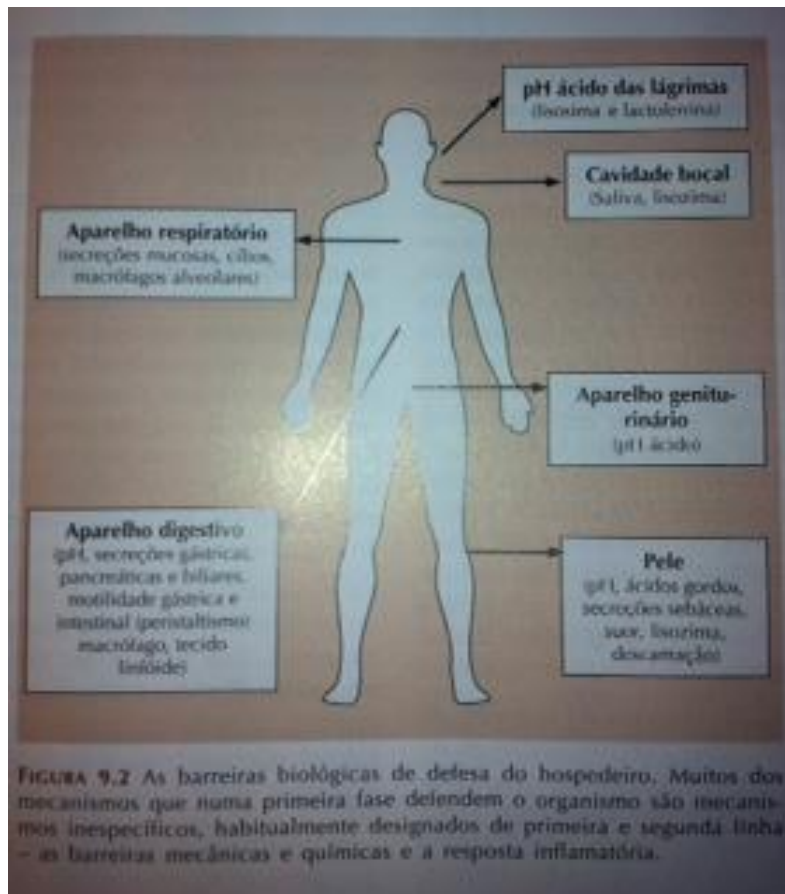 pH ácido das lágrimas
(lisosima e lactoferrina)
Cavidade bocal
(Saliva, lisozima)
Aparelho respiratório
(secreções mucosas, cílios,
macrófagos alveolares)
Aparelho genitu-
rinário
(pH ácido)
Aparelho digestivo
(pH, secreções gástricas,
pancreáticas e biliares,
motilidade gástrica e
intestinal (peristaltismo)
macrófago, tecido
linfóide)
Pele
(pH, ácidos gordos,
secreções sebáceas,
suor, lisozima,
descamação)
FIGURA 9.2 As barreiras biológicas de defesa do hospedeiro. Muitos dos
mecanismos que numa primeira fase defendem o organismo são mecanis-
mos inespecíficos, habitualmente designados de primeira e segunda linha
– as barreiras mecânicas e químicas e a resposta inflamatória.